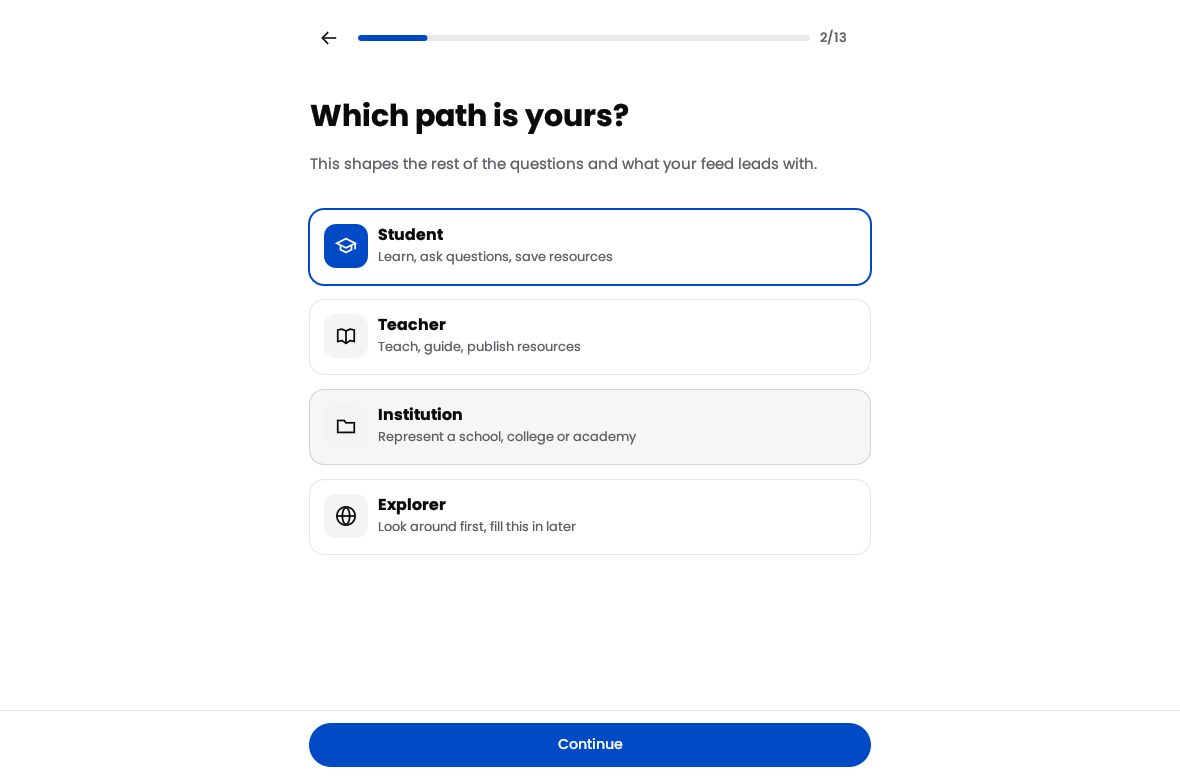 2/13
Which path is yours?
This shapes the rest of the questions and what your feed leads with.
Student
Learn, ask questions, save resources
Teacher
Teach, guide, publish resources
Institution
Represent a school, college or academy
Explorer
Look around first, fill this in later
Continue